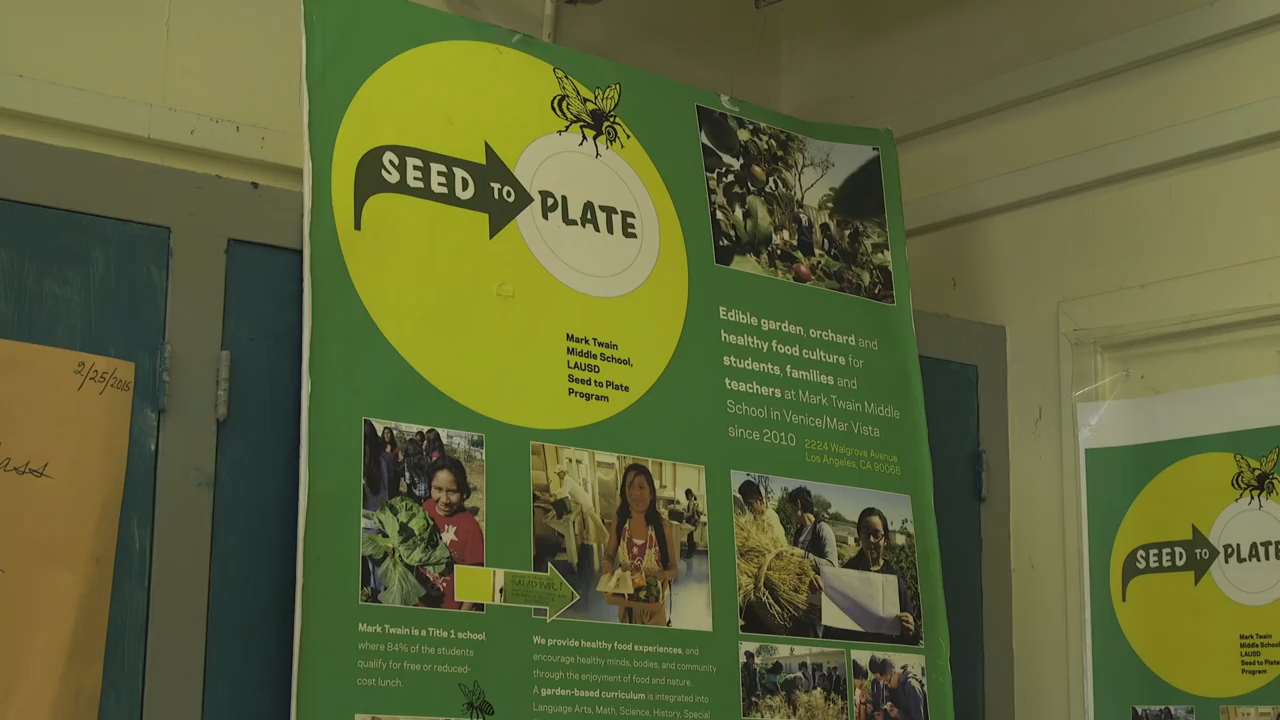 SEED TO
PLATE
Mark Twain
Middle School,
LAUSD
Seed to Plate
Program
Edible garden, orchard and
healthy food culture for
students, families and
teachers at Mark Twain Middle
School in Venice/Mar Vista
since 2010
2224 Walgrove Avenue
Los Angeles, CA 90066
Mark Twain is a Title 1 school,
where 84% of the students
qualify for free or reduced-
cost lunch.
We provide healthy food experiences, and
encourage healthy minds, bodies, and community
through the enjoyment of food and nature.
A garden-based curriculum is integrated into
Language Arts, Math, Science, History, Special
2/25/2015
ass
SEED TO
PLATE
Mark Twain
Middle School,
LAUSD
Seed to Plate
Program